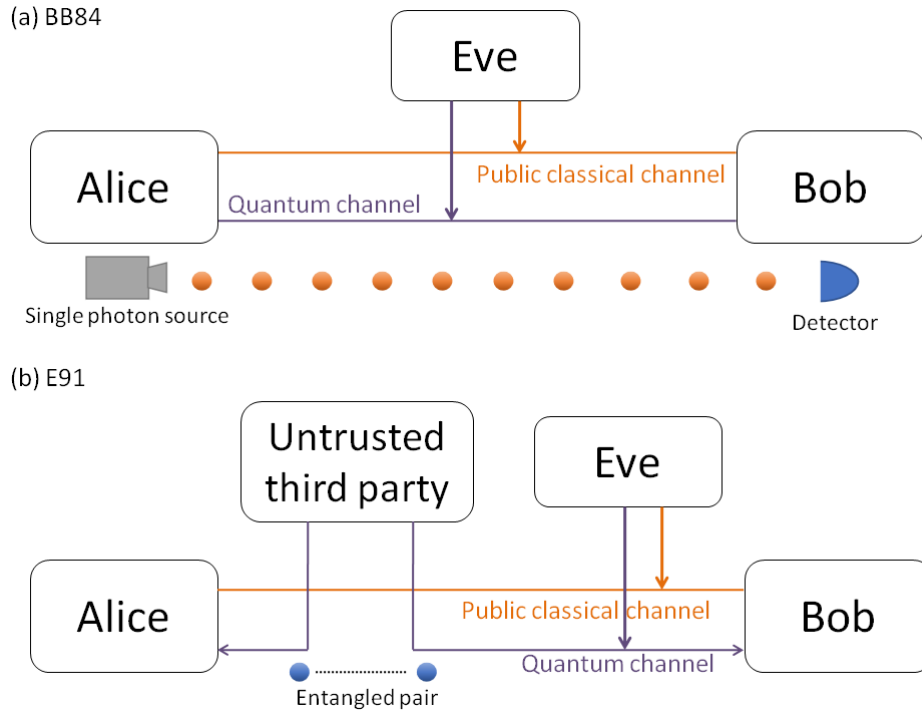 (a) BB84
Eve
Alice
Public classical channel
Bob
Quantum channel
Single photon source
Detector
(b) E91
Untrusted
third party
Eve
Alice
Public classical channel
Bob
Quantum channel
Entangled pair